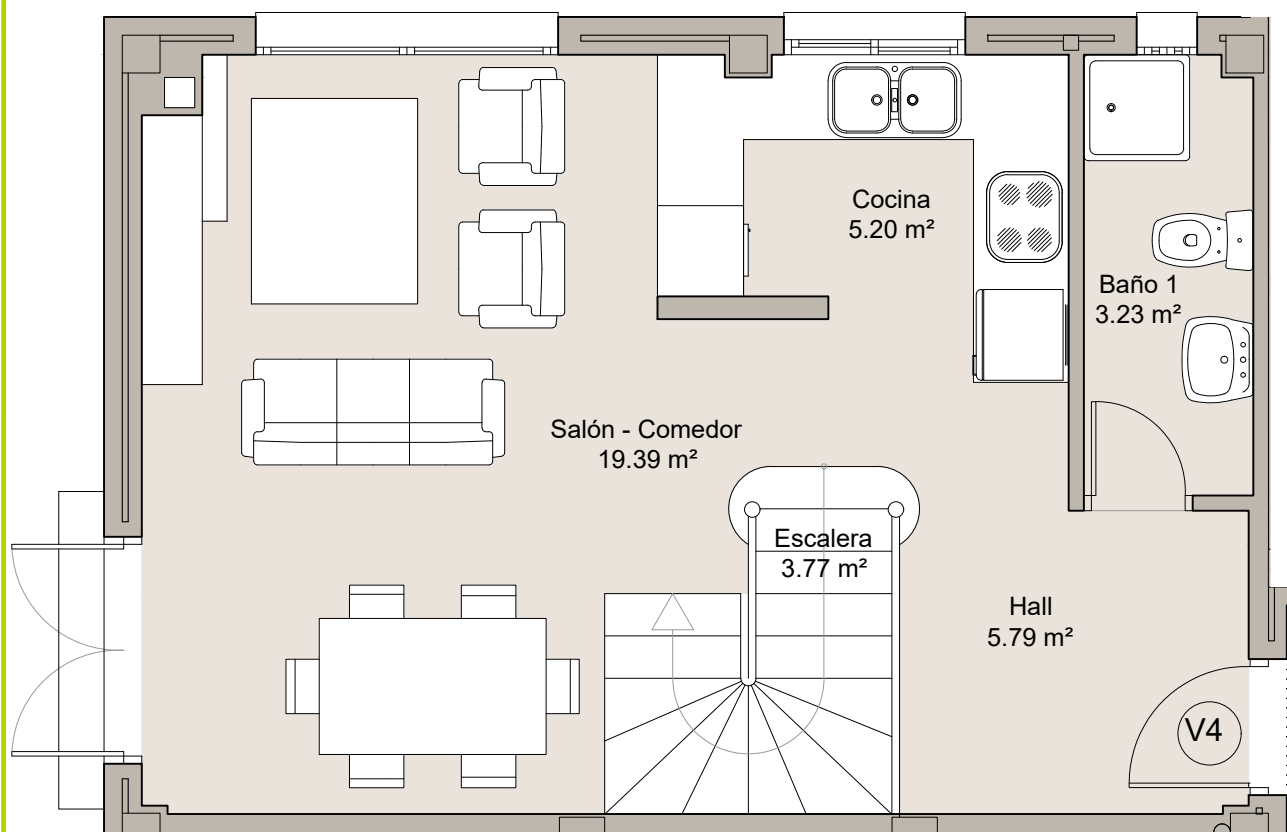 Cocina
5.20 m²
Baño 1
3.23 m²
Salón - Comedor
19.39 m²
Escalera
3.77 m²
Hall
5.79 m²
V4